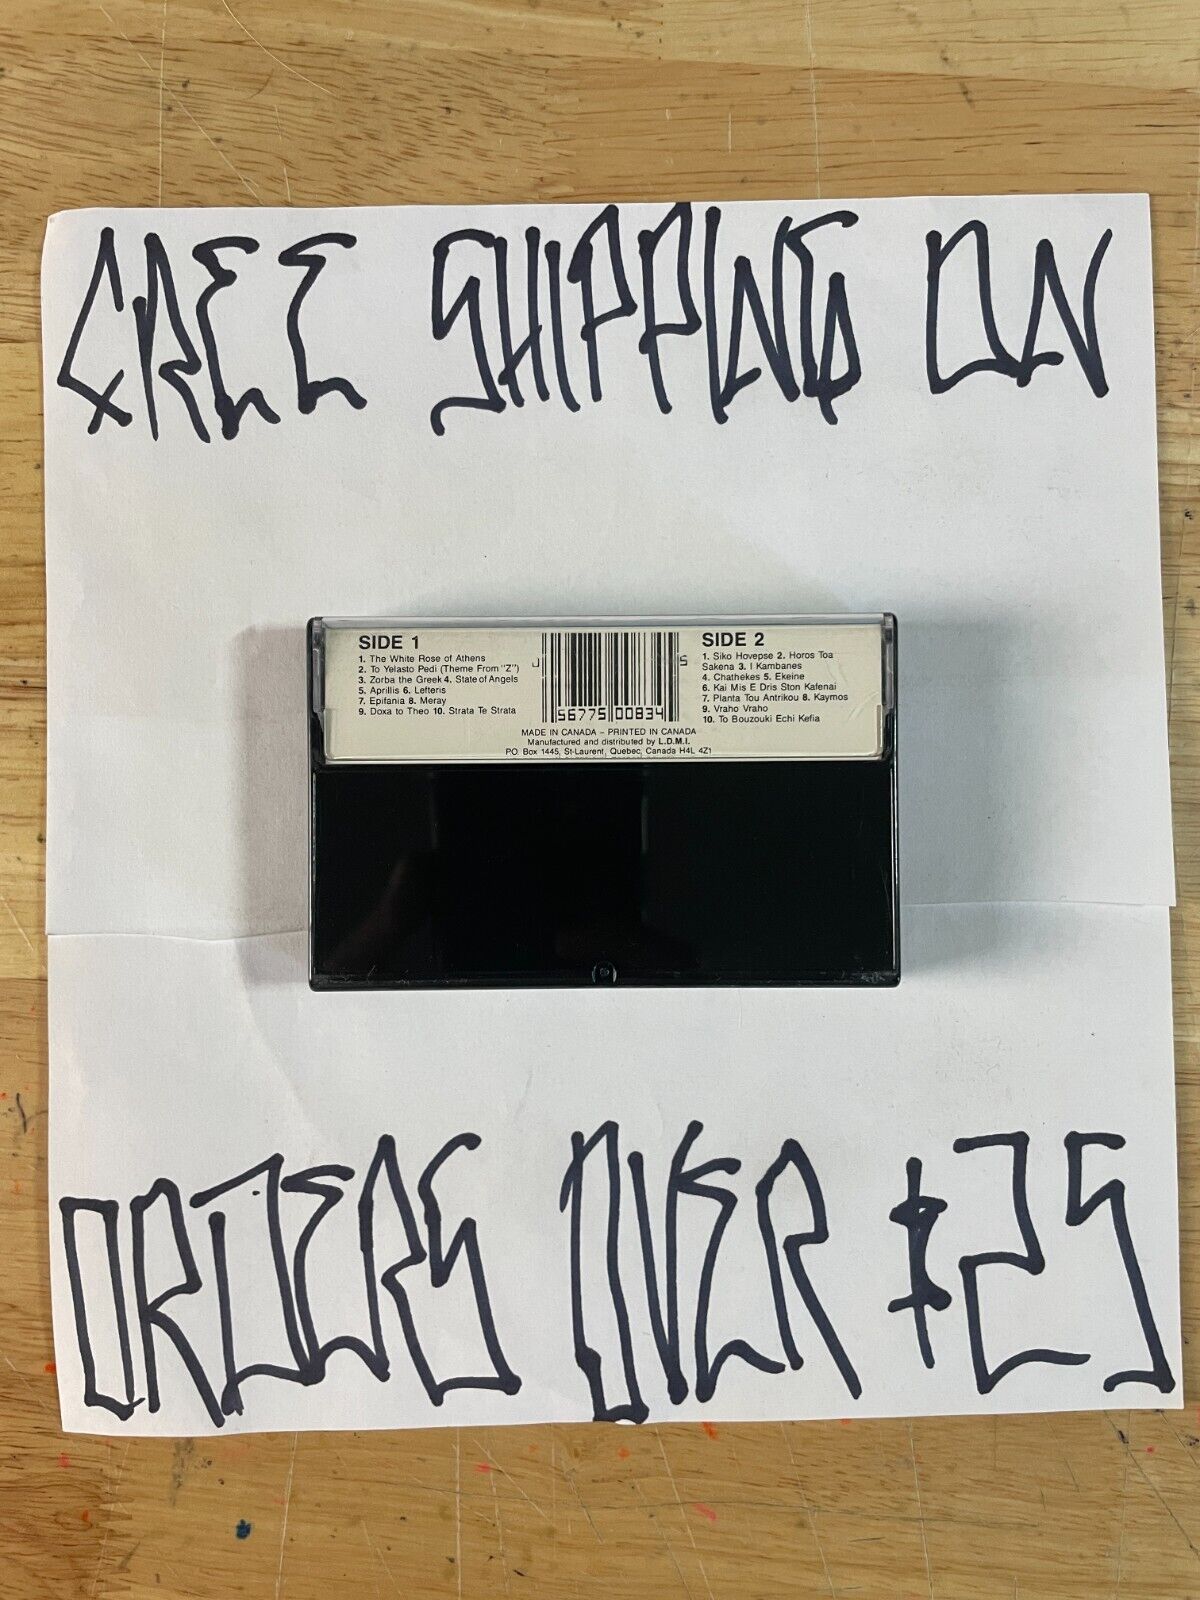 FREE SHIPPING ON
SIDE 1
1. The White Rose of Athens
2. To Yelasto Pedi (Theme From "Z")
3. Zorba the Greek 4. State of Angels
5. Aprillis 6. Lefteris
7. Epifania 8. Meray
9. Doxa to Theo 10. Strata Te Strata
J 56775 00834 5
SIDE 2
1. Siko Hovepse 2. Horos Toa
Sakena 3. I Kambanes
4. Chathekes 5. Ekeine
6. Kai Mis E Dris Ston Kafenai
7. Planta Tou Antrikou 8. Kaymos
9. Vraho Vraho
10. To Bouzouki Echi Kefia
MADE IN CANADA – PRINTED IN CANADA
Manufactured and distributed by L.D.M.I.
PO. Box 1445, St-Laurent, Quebec, Canada H4L 4Z1
ORDERS OVER $25